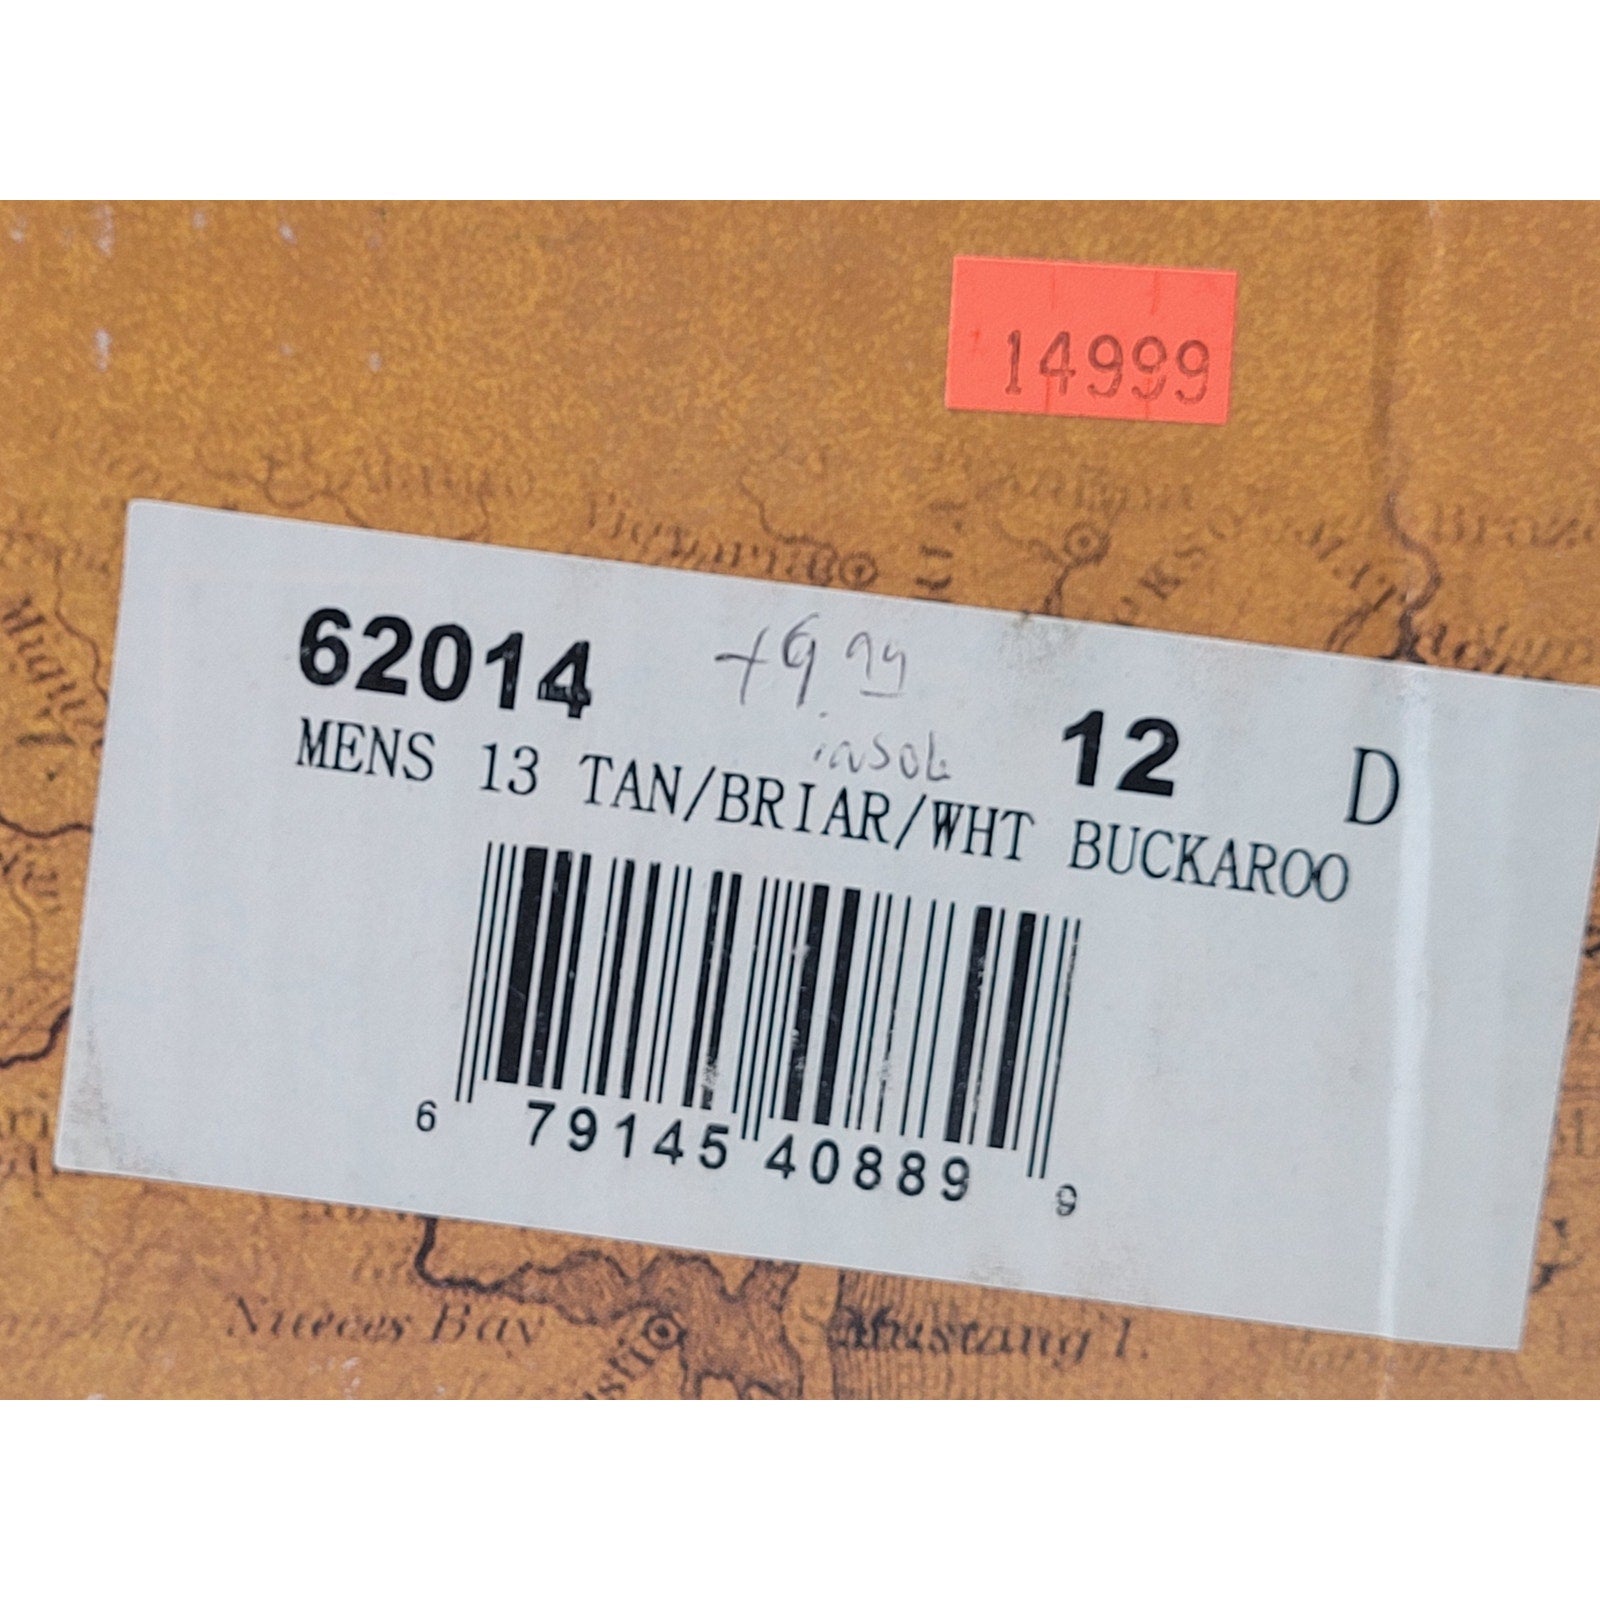 14999
62014 +9 99 12 D
insole
MENS 13 TAN/BRIAR/WHT BUCKAROO
6 79145 40889 9
Nueces Bay
Mustang I.